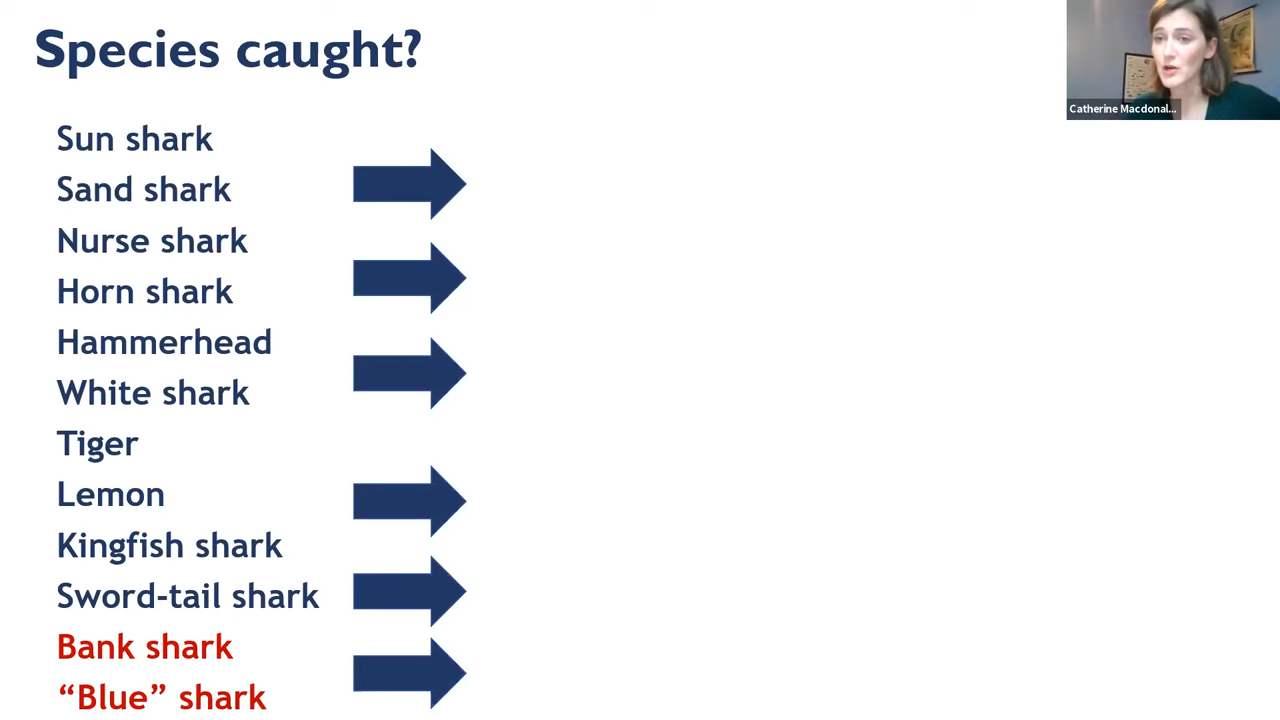 Species caught?
Catherine Macdonal...
Sun shark
Sand shark
Nurse shark
Horn shark
Hammerhead
White shark
Tiger
Lemon
Kingfish shark
Sword-tail shark
Bank shark
“Blue” shark